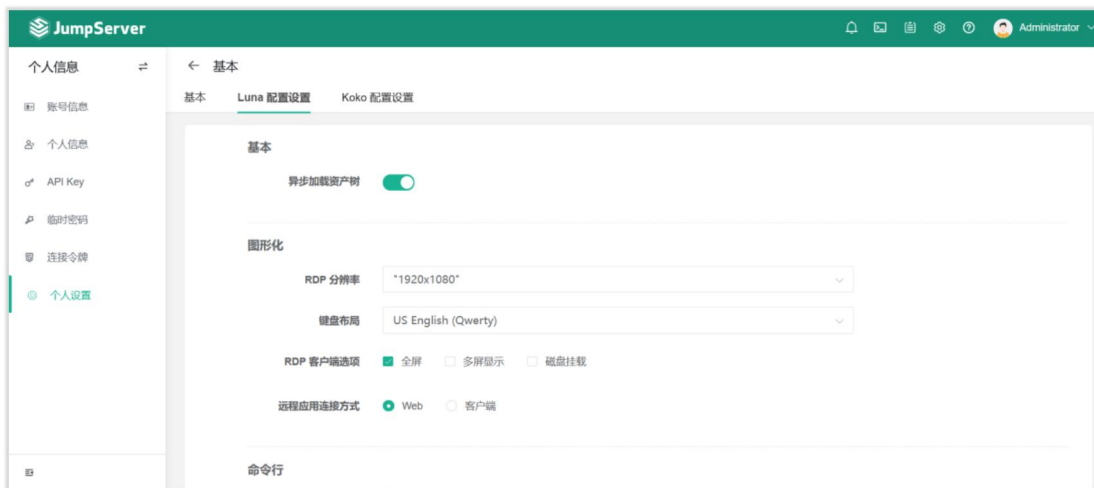 JumpServer
Administrator
个人信息
基本
账号信息
基本 Luna 配置设置 Koko 配置设置
基本
个人信息
异步加载资产树
API Key
临时密码
图形化
连接令牌
RDP 分辨率 "1920x1080"
个人设置
键盘布局 US English (Qwerty)
RDP 客户端选项 全屏 多屏显示 磁盘挂载
远程应用连接方式 Web 客户端
命令行